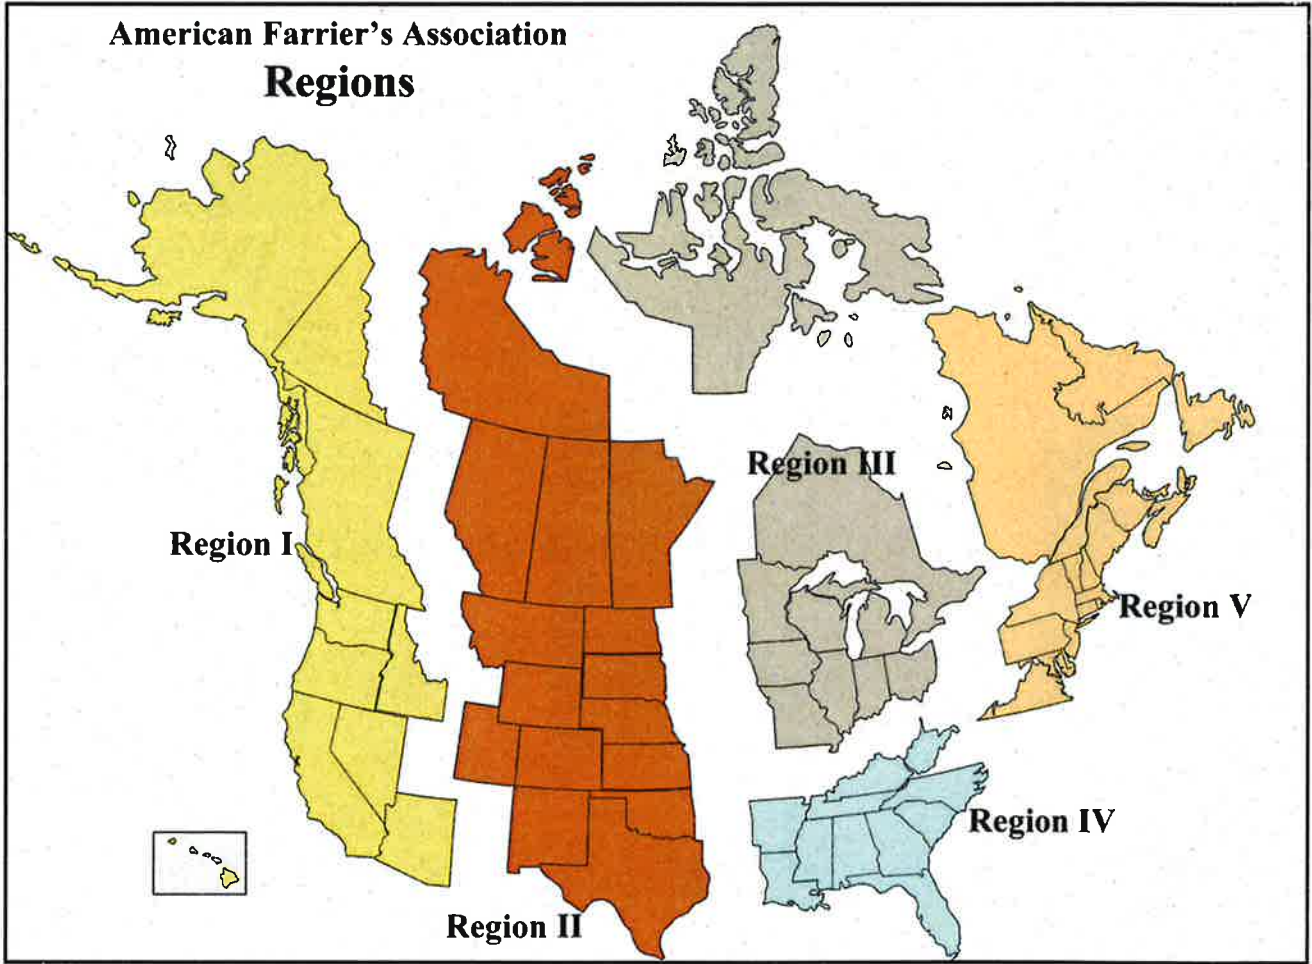 American Farrier's Association
Regions
Region III
Region I
Region V
Region IV
Region II